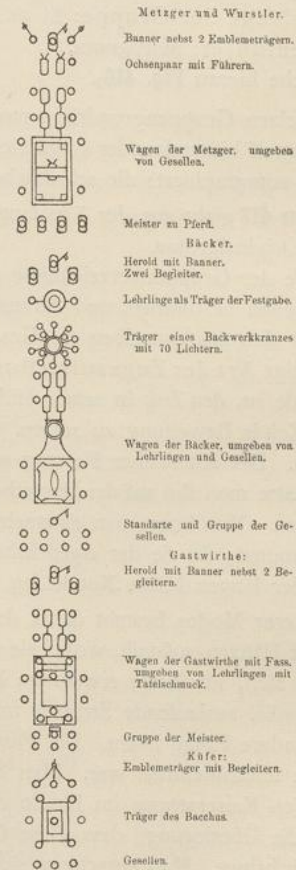 Metzger und Wurstler.
Banner nebst 2 Emblemeträgern.
Ochsenpaar mit Führern.
Wagen der Metzger, umgeben
von Gesellen.
Meister zu Pferd.
Bäcker.
Herold mit Banner.
Zwei Begleiter.
Lehrlinge als Träger der Festgabe.
Träger eines Backwerkkranzes
mit 70 Lichtern.
Wagen der Bäcker, umgeben von
Lehrlingen und Gesellen.
Standarte und Gruppe der Ge-
sellen.
Gastwirthe:
Herold mit Banner nebst 2 Be-
gleitern.
Wagen der Gastwirthe mit Fass,
umgeben von Lehrlingen mit
Tafelschmuck.
Gruppe der Meister.
Küfer:
Emblemeträger mit Begleitern.
Träger des Bacchus.
Gesellen.